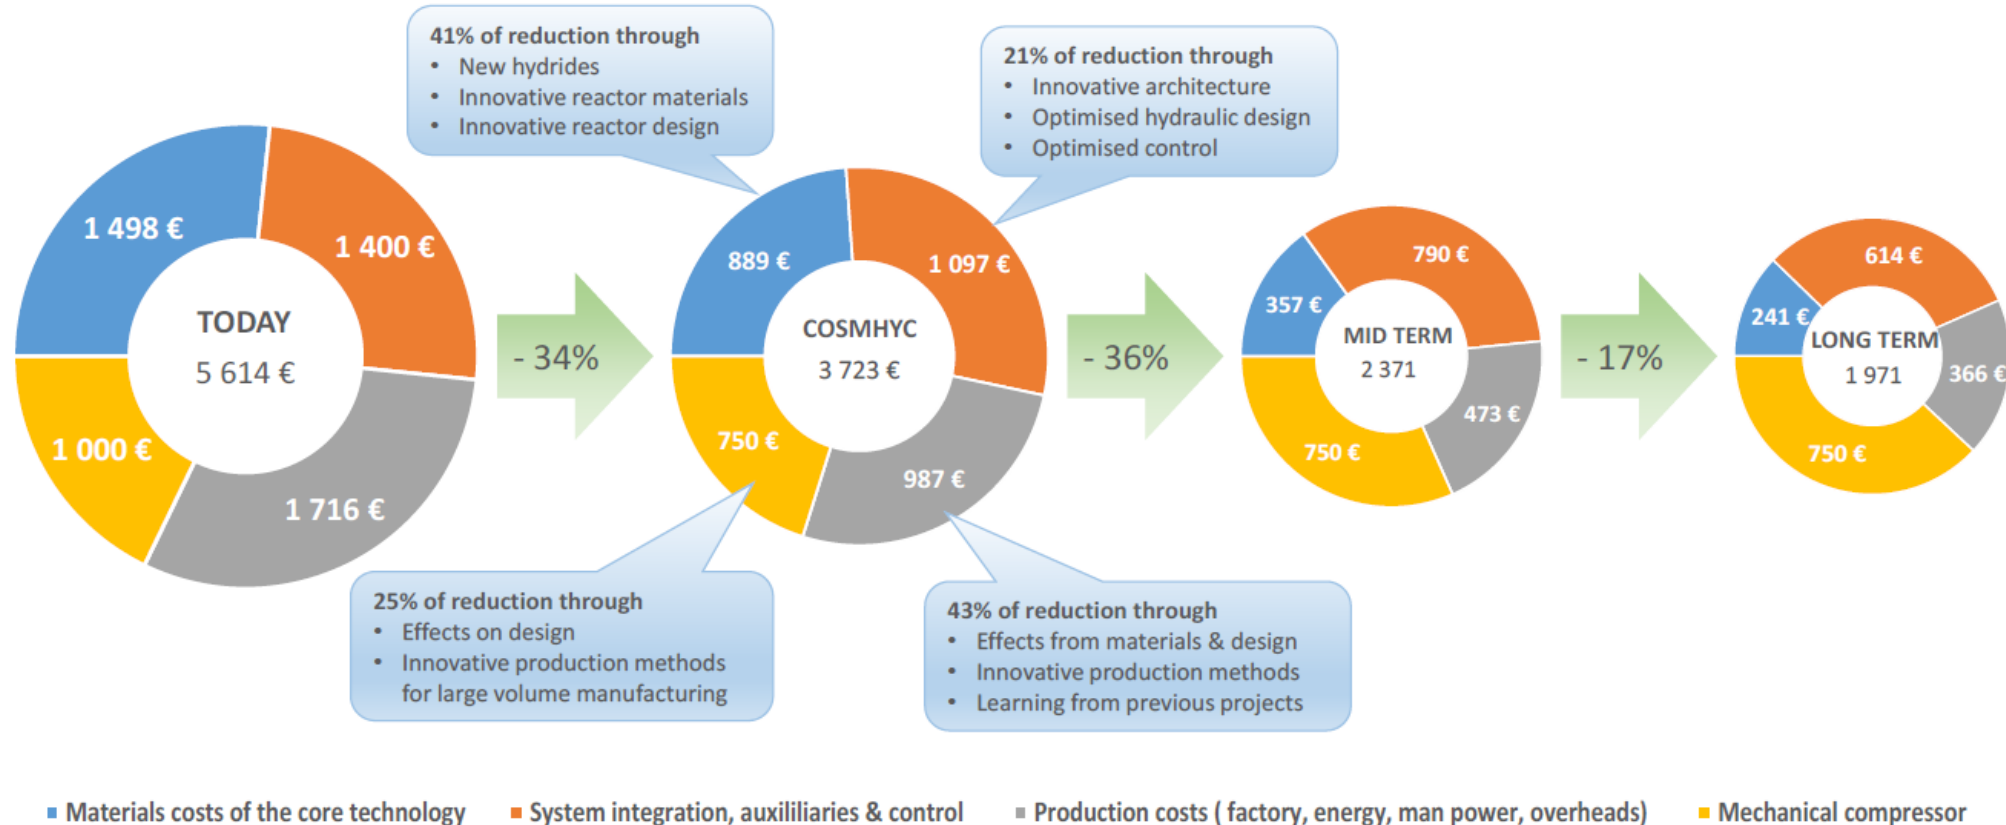 41% of reduction through
• New hydrides
• Innovative reactor materials
• Innovative reactor design
21% of reduction through
• Innovative architecture
• Optimised hydraulic design
• Optimised control
1 498 €
1 400 €
TODAY
5 614 €
1 000 €
1 716 €
- 34%
889 €
1 097 €
COSMHYC
3 723 €
750 €
987 €
- 36%
790 €
357 €
MID TERM
2 371
473 €
750 €
- 17%
614 €
241 €
LONG TERM
1 971
366 €
750 €
25% of reduction through
• Effects on design
• Innovative production methods
for large volume manufacturing
43% of reduction through
• Effects from materials & design
• Innovative production methods
• Learning from previous projects
Materials costs of the core technology
System integration, auxililiaries & control
Production costs ( factory, energy, man power, overheads)
Mechanical compressor